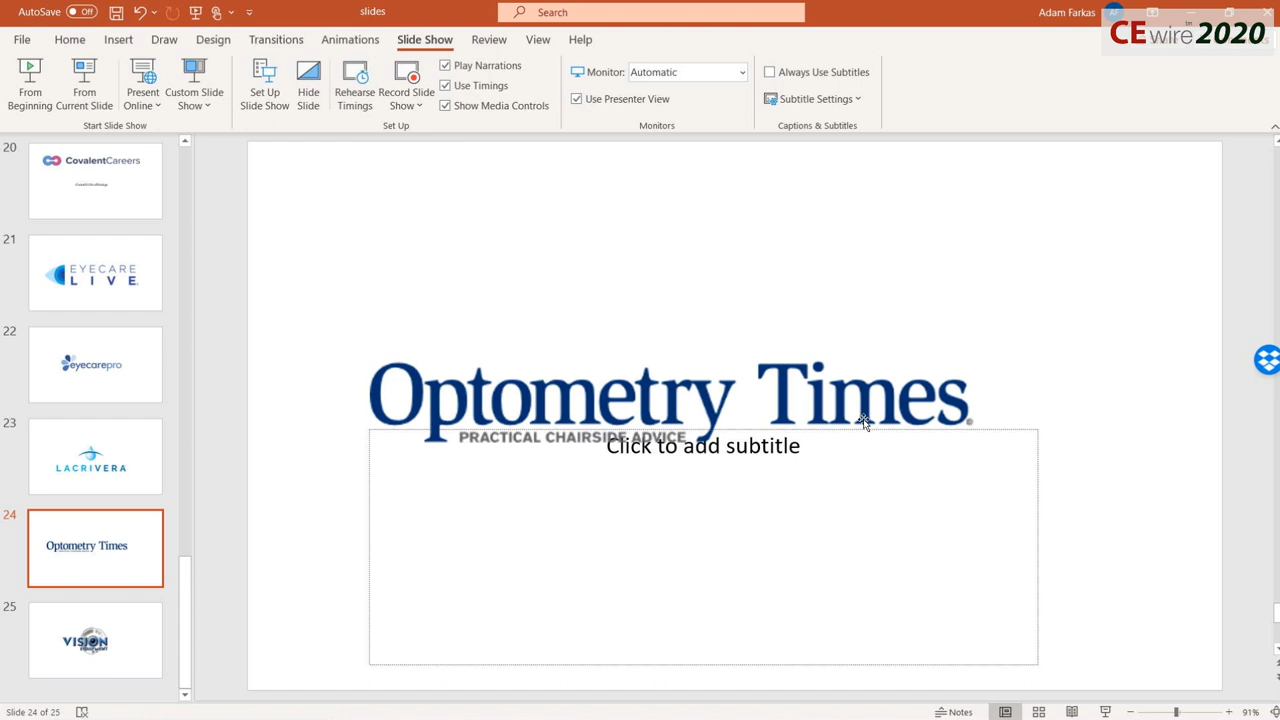 AutoSave Off slides Search Adam Farkas AF
CEwire2020
File Home Insert Draw Design Transitions Animations Slide Show Review View Help
From Beginning
From Current Slide
Present Online
Custom Slide Show
Start Slide Show
Set Up Slide Show
Hide Slide
Rehearse Timings
Record Slide Show
Play Narrations
Use Timings
Show Media Controls
Set Up
Monitor: Automatic
Use Presenter View
Monitors
Always Use Subtitles
Subtitle Settings
Captions & Subtitles
20
CovalentCareers
21
EYECARE
LIVE
22
eyecarepro
23
LACRIVERA
24
Optometry Times
25
VISION
Optometry Times®
PRACTICAL CHAIRSIDE ADVICE
Click to add subtitle
Slide 24 of 25 Notes 91%